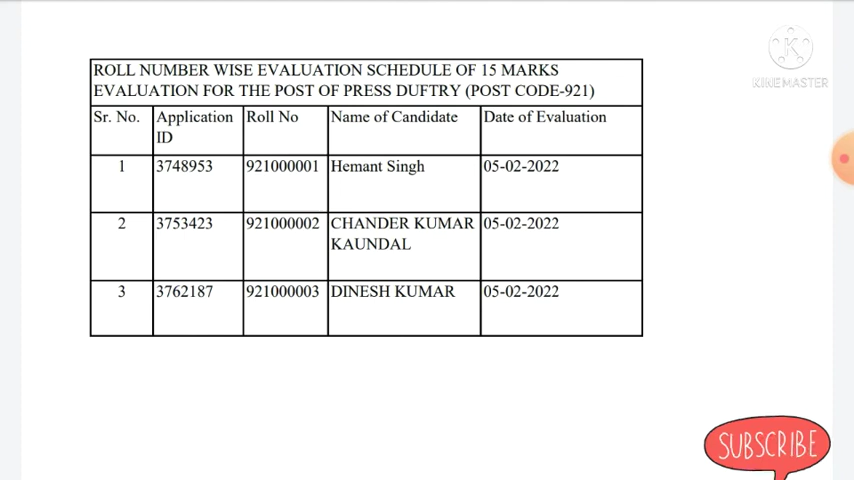 ROLL NUMBER WISE EVALUATION SCHEDULE OF 15 MARKS
EVALUATION FOR THE POST OF PRESS DUFTRY (POST CODE-921)
Sr. No. Application ID Roll No Name of Candidate Date of Evaluation
1 3748953 921000001 Hemant Singh 05-02-2022
2 3753423 921000002 CHANDER KUMAR KAUNDAL 05-02-2022
3 3762187 921000003 DINESH KUMAR 05-02-2022
K
KINEMASTER
SUBSCRIBE